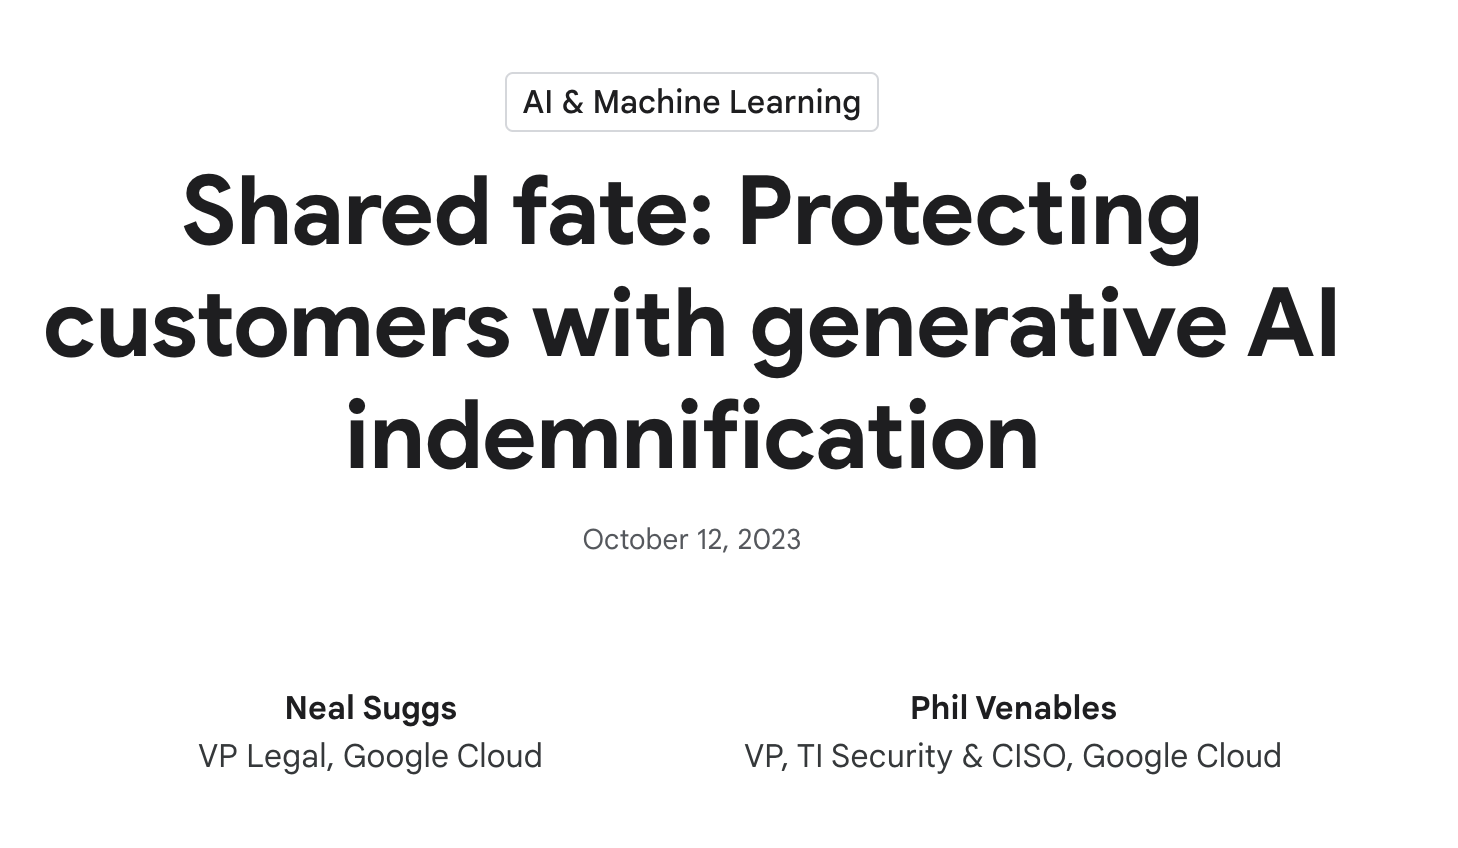 AI & Machine Learning
Shared fate: Protecting
customers with generative AI
indemnification
October 12, 2023
Neal Suggs
VP Legal, Google Cloud
Phil Venables
VP, TI Security & CISO, Google Cloud